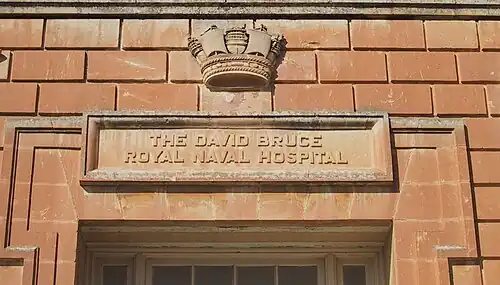 THE DAVID BRUCE
ROYAL NAVAL HOSPITAL